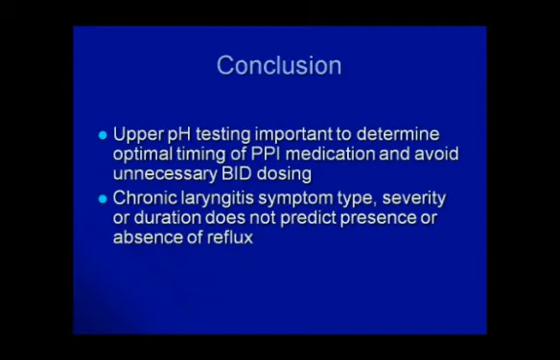 Conclusion
Upper pH testing important to determine
optimal timing of PPI medication and avoid
unnecessary BID dosing
Chronic laryngitis symptom type, severity
or duration does not predict presence or
absence of reflux